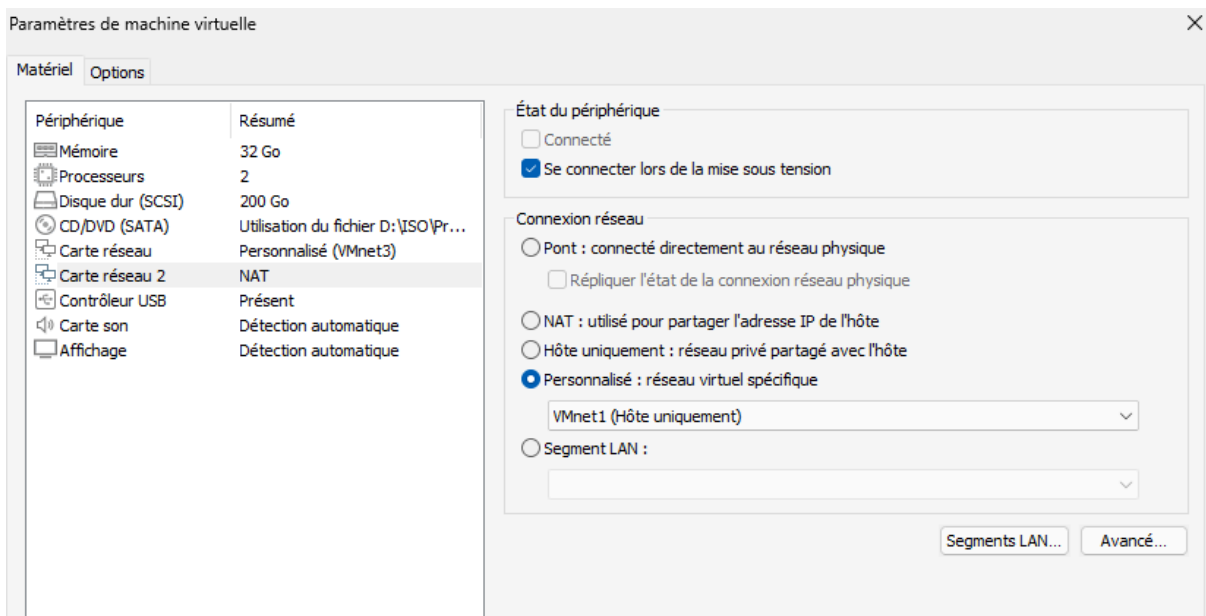 Paramètres de machine virtuelle
Matériel Options
Périphérique Résumé
Mémoire 32 Go
Processeurs 2
Disque dur (SCSI) 200 Go
CD/DVD (SATA) Utilisation du fichier D:\ISO\Pr...
Carte réseau Personnalisé (VMnet3)
Carte réseau 2 NAT
Contrôleur USB Présent
Carte son Détection automatique
Affichage Détection automatique
État du périphérique
Connecté
Se connecter lors de la mise sous tension
Connexion réseau
Pont : connecté directement au réseau physique
Répliquer l'état de la connexion réseau physique
NAT : utilisé pour partager l'adresse IP de l'hôte
Hôte uniquement : réseau privé partagé avec l'hôte
Personnalisé : réseau virtuel spécifique
VMnet1 (Hôte uniquement)
Segment LAN :
Segments LAN... Avancé...